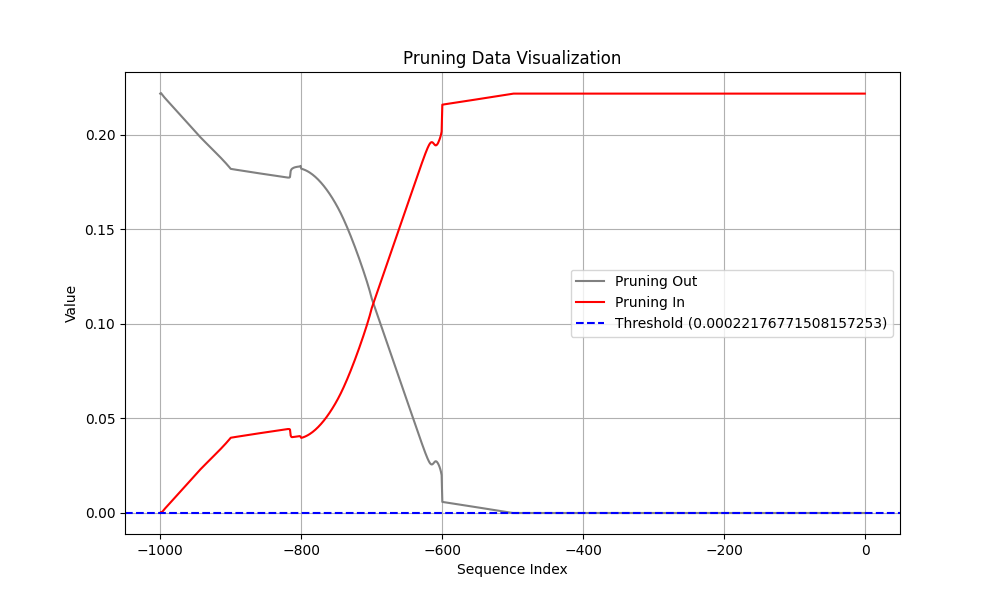 Pruning Data Visualization
Value
0.20
0.15
0.10
0.05
0.00
Pruning Out
Pruning In
Threshold (0.00022176771508157253)
−1000
−800
−600
−400
−200
0
Sequence Index